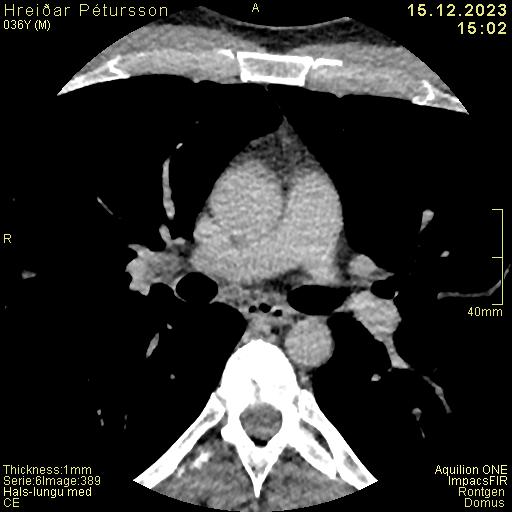 Hreiðar Pétursson
036Y (M)
A
15.12.2023
15:02
R
40mm
Thickness:1mm
Serie:6Image:389
Hals-lungu med
CE
Aquilion ONE
ImpacsFIR
Rontgen
Domus